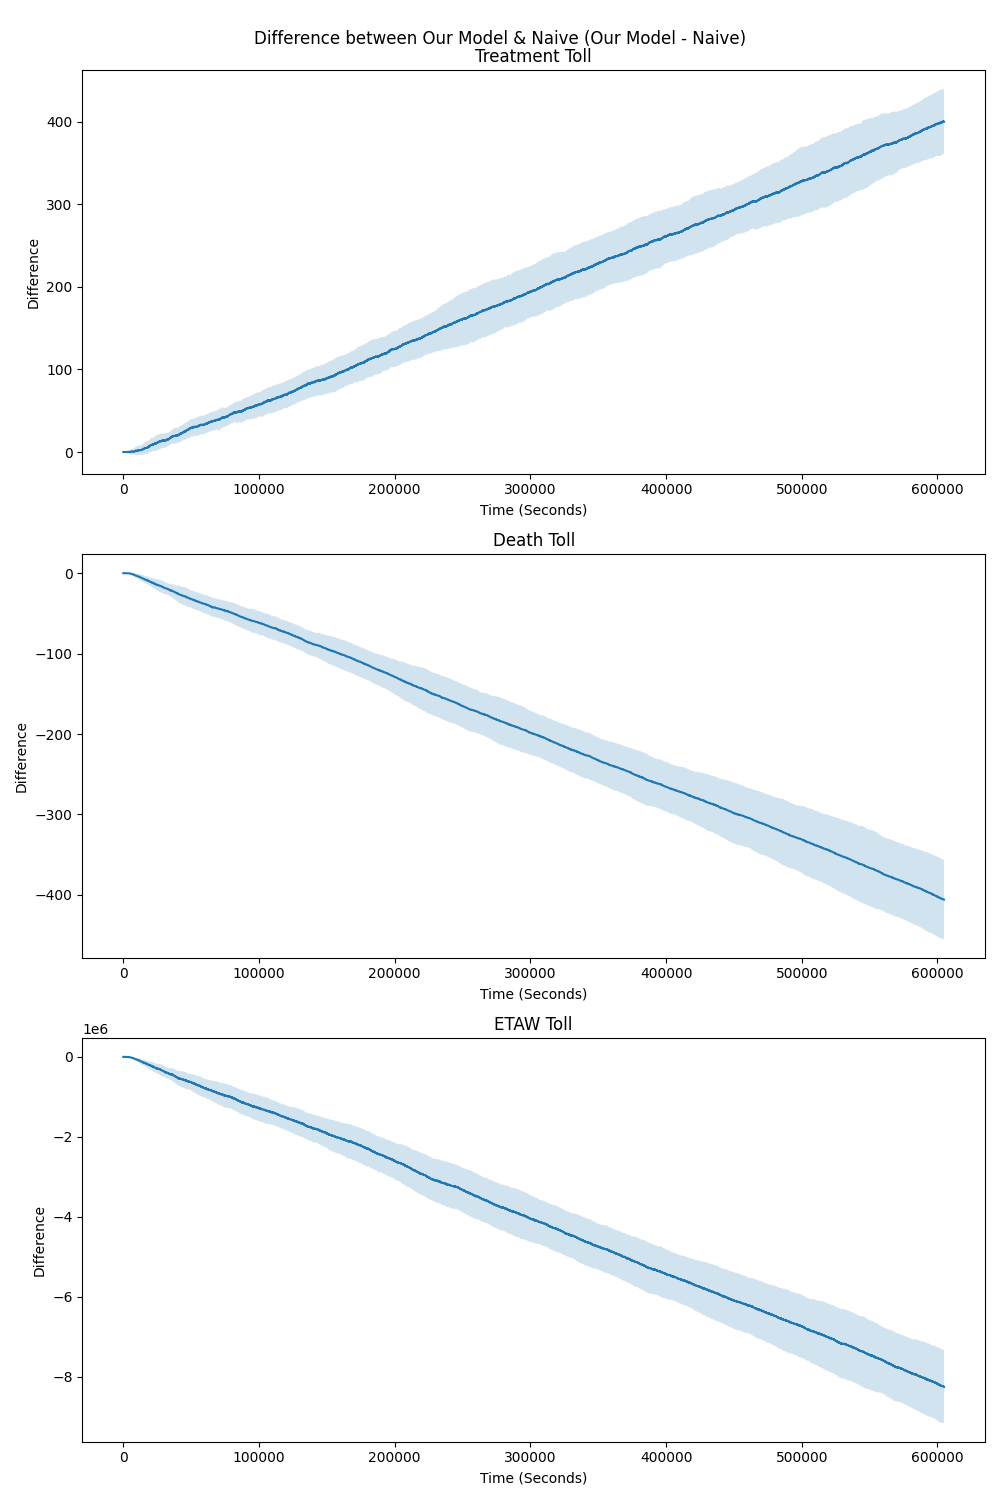 Difference between Our Model & Naive (Our Model - Naive)
Treatment Toll
400
300
200
100
0
Difference
0 100000 200000 300000 400000 500000 600000
Time (Seconds)
Death Toll
0
−100
−200
−300
−400
Difference
0 100000 200000 300000 400000 500000 600000
Time (Seconds)
ETAW Toll
1e6
0
−2
−4
−6
−8
Difference
0 100000 200000 300000 400000 500000 600000
Time (Seconds)